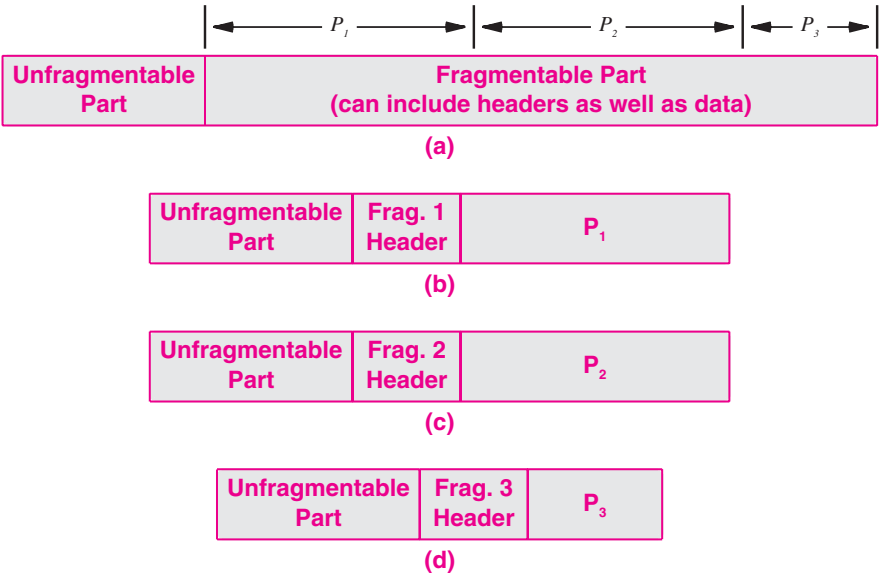 P1 P2 P3
Unfragmentable Part
Fragmentable Part
(can include headers as well as data)
(a)
Unfragmentable Part
Frag. 1 Header
P1
(b)
Unfragmentable Part
Frag. 2 Header
P2
(c)
Unfragmentable Part
Frag. 3 Header
P3
(d)